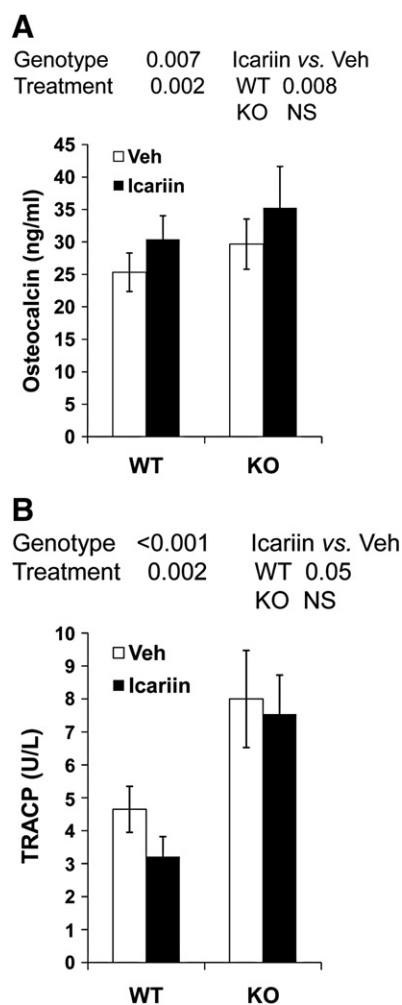 A
Genotype 0.007 Icariin vs. Veh
Treatment 0.002 WT 0.008
KO NS
45
40
35
30
25
20
15
10
5
0
Osteocalcin (ng/ml)
Veh
Icariin
WT KO
B
Genotype <0.001 Icariin vs. Veh
Treatment 0.002 WT 0.05
KO NS
10
9
8
7
6
5
4
3
2
1
0
TRACP (U/L)
Veh
Icariin
WT KO